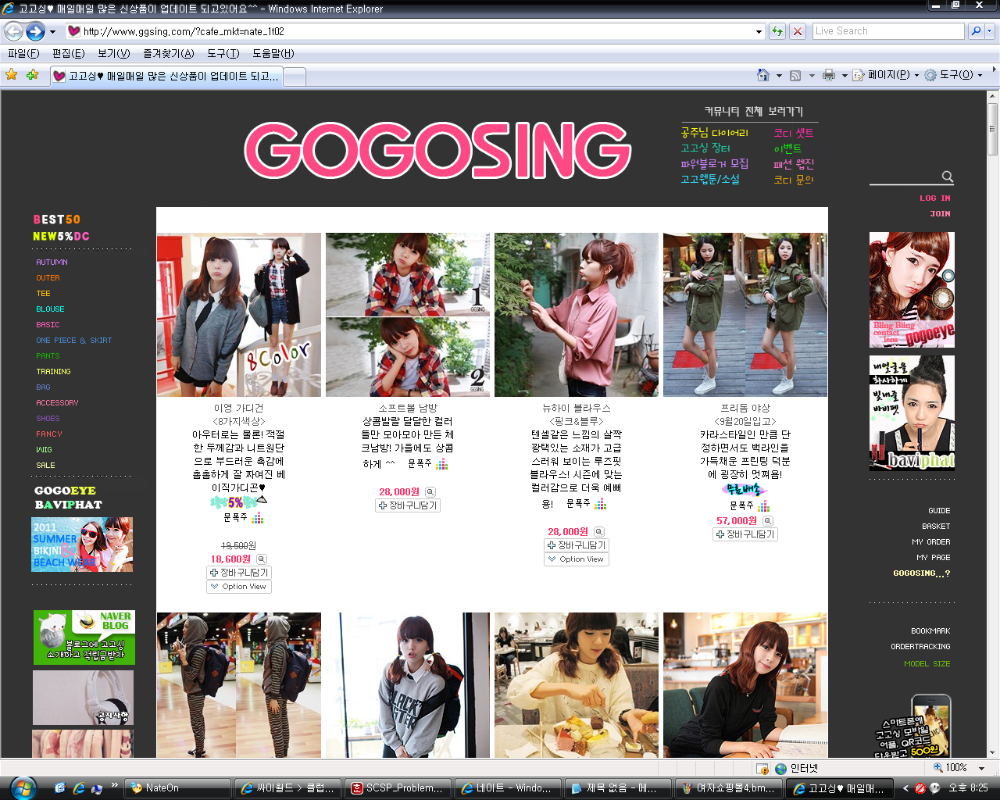 고고싱♥ 매일매일 많은 신상품이 업데이트 되고있어요^^ - Windows Internet Explorer
http://www.ggsing.com/?cafe_mkt=nate_1t02
Live Search
파일(F) 편집(E) 보기(V) 즐겨찾기(A) 도구(T) 도움말(H)
고고싱♥ 매일매일 많은 신상품이 업데이트 되고...
페이지(P) 도구(O)
커뮤니티 전체 보러가기
GOGOSING
공주님 다이어리 코디 셋트
고고싱 장터 이벤트
파워블로거 모집 패션 웹진
고고웹툰/소설 코디 문의
LOG IN
JOIN
BEST50
NEW5%DC
AUTUMN
OUTER
TEE
BLOUSE
BASIC
ONE PIECE & SKIRT
PANTS
TRAINING
BAG
ACCESSORY
SHOES
FANCY
WIG
SALE
GOGOEYE
BAVIPHAT
2011
SUMMER
BIKINI &
BEACH WEAR
NAVER
BLOG
블로그에 고고싱
소개하고 적립금받자
공지사항
8Color
이영 가디건
<8가지색상>
아우터로는 물론! 적절
한 두께감과 니트원단
으로 부드러운 촉감에
촘촘하게 잘 짜여진 베
이직가디곤♥
5%
문폭주
19,500원
18,600원
장바구니담기
Option View
1
GGSING
2
GGSING
소프트볼 남방
상콤발랄 달달한 컬러
들만 모아모아 만든 체
크남방! 가을에도 상콤
하게 ^^ 문폭주
28,000원
장바구니담기
뉴하이 블라우스
<핑크&블루>
텐셀같은 느낌의 살짝
광택있는 소재가 고급
스러워 보이는 루즈핏
블라우스! 시즌에 맞는
컬러감으로 더욱 예뻐
용! 문폭주
28,000원
장바구니담기
Option View
프리덤 야상
<9월20일입고>
카라스타일인 만큼 단
정하면서도 백라인을
가득채운 프린팅 덕분
에 굉장히 멋쪄욤!
무료배송
문폭주
57,000원
장바구니담기
Bling Bling
contact
lens
gogoeye
내얼굴을
화사하게
빛내줄
바비펫
baviphat
GUIDE
BASKET
MY ORDER
MY PAGE
GOGOSING...?
BOOKMARK
ORDERTRACKING
MODEL SIZE
스마트폰엔
고고싱 모바일
어플, QR코드
다운받고 500원
인터넷
100%
NateOn
싸이월드 > 클럽...
SCSP_Problem...
네이트 - Windo...
제목 없음 - 메...
여자쇼핑몰4,bm...
고고싱♥ 매일매...
오후 8:25